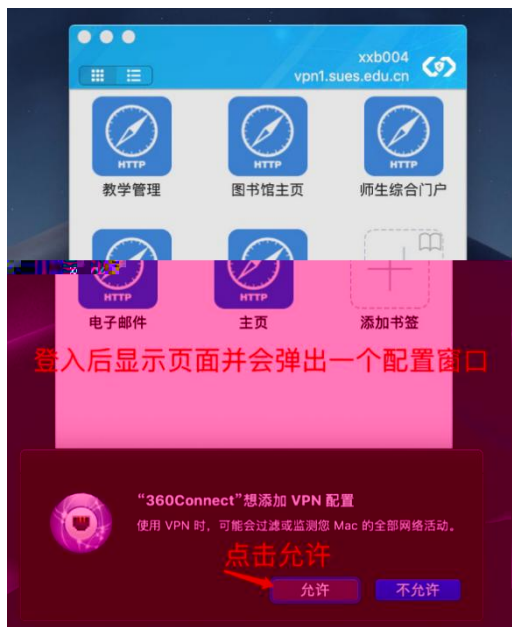 xxb004
vpn1.sues.edu.cn
HTTP
HTTP
HTTP
教学管理
图书馆主页
师生综合门户
HTTP
HTTP
电子邮件
主页
添加书签
登入后显示页面并会弹出一个配置窗口
“360Connect”想添加 VPN 配置
使用 VPN 时，可能会过滤或监测您 Mac 的全部网络活动。
点击允许
允许
不允许